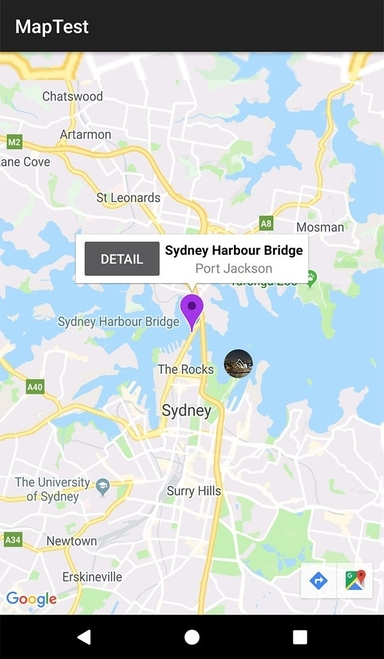 MapTest
Chatswood
M2
Artarmon
ane Cove
St Leonards
A8
Mosman
DETAIL
Sydney Harbour Bridge
Port Jackson
Taronga Zoo
Sydney Harbour Bridge
The Rocks
A40
Sydney
The University
of Sydney
Surry Hills
A34
Newtown
Erskineville
Google
G